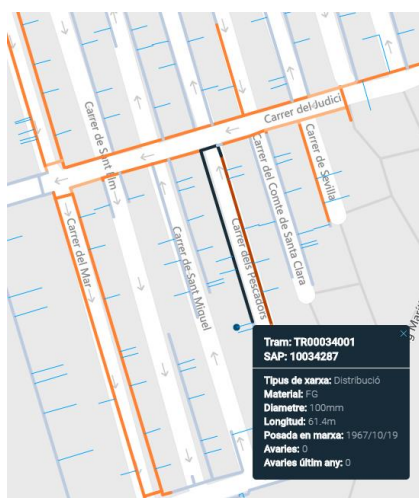 Carrer del Judici
Carrer de Sant Elm
Carrer de Sevilla
Carrer del Comte de Santa Clara
Carrer dels Pescadors
Carrer de Sant Miquel
Carrer del Mar
Tram: TR00034001
SAP: 10034287
Tipus de xarxa: Distribució
Material: FG
Diametre: 100mm
Longitud: 61.4m
Posada en marxa: 1967/10/19
Avaries: 0
Avaries últim any: 0